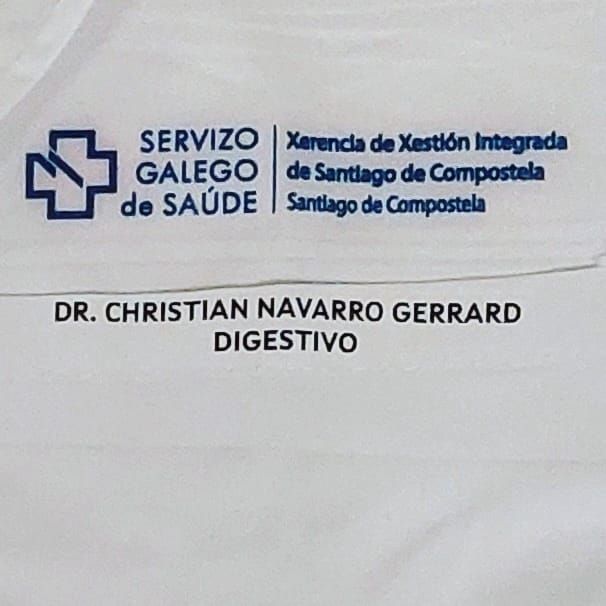 SERVIZO
GALEGO
de SAÚDE
Xerencia de Xestión Integrada
de Santiago de Compostela
Santiago de Compostela
DR. CHRISTIAN NAVARRO GERRARD
DIGESTIVO